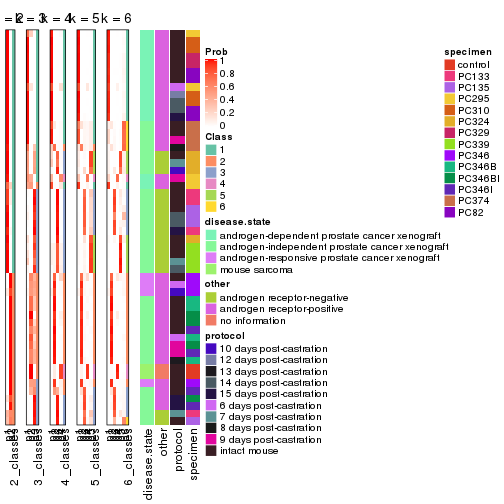 = k = 2 k = 3 k = 4 k = 5 k = 6
Prob
1
0.8
0.6
0.4
0.2
0
Class
1
2
3
4
5
6
disease.state
androgen-dependent prostate cancer xenograft
androgen-independent prostate cancer xenograft
androgen-responsive prostate cancer xenograft
mouse sarcoma
other
androgen receptor-negative
androgen receptor-positive
no information
protocol
10 days post-castration
12 days post-castration
13 days post-castration
14 days post-castration
15 days post-castration
6 days post-castration
7 days post-castration
8 days post-castration
9 days post-castration
intact mouse
specimen
control
PC133
PC135
PC295
PC310
PC324
PC329
PC339
PC346
PC346B
PC346BI
PC346I
PC374
PC82
2_classes
3_classes
4_classes
5_classes
6_classes
disease.state
other
protocol
specimen